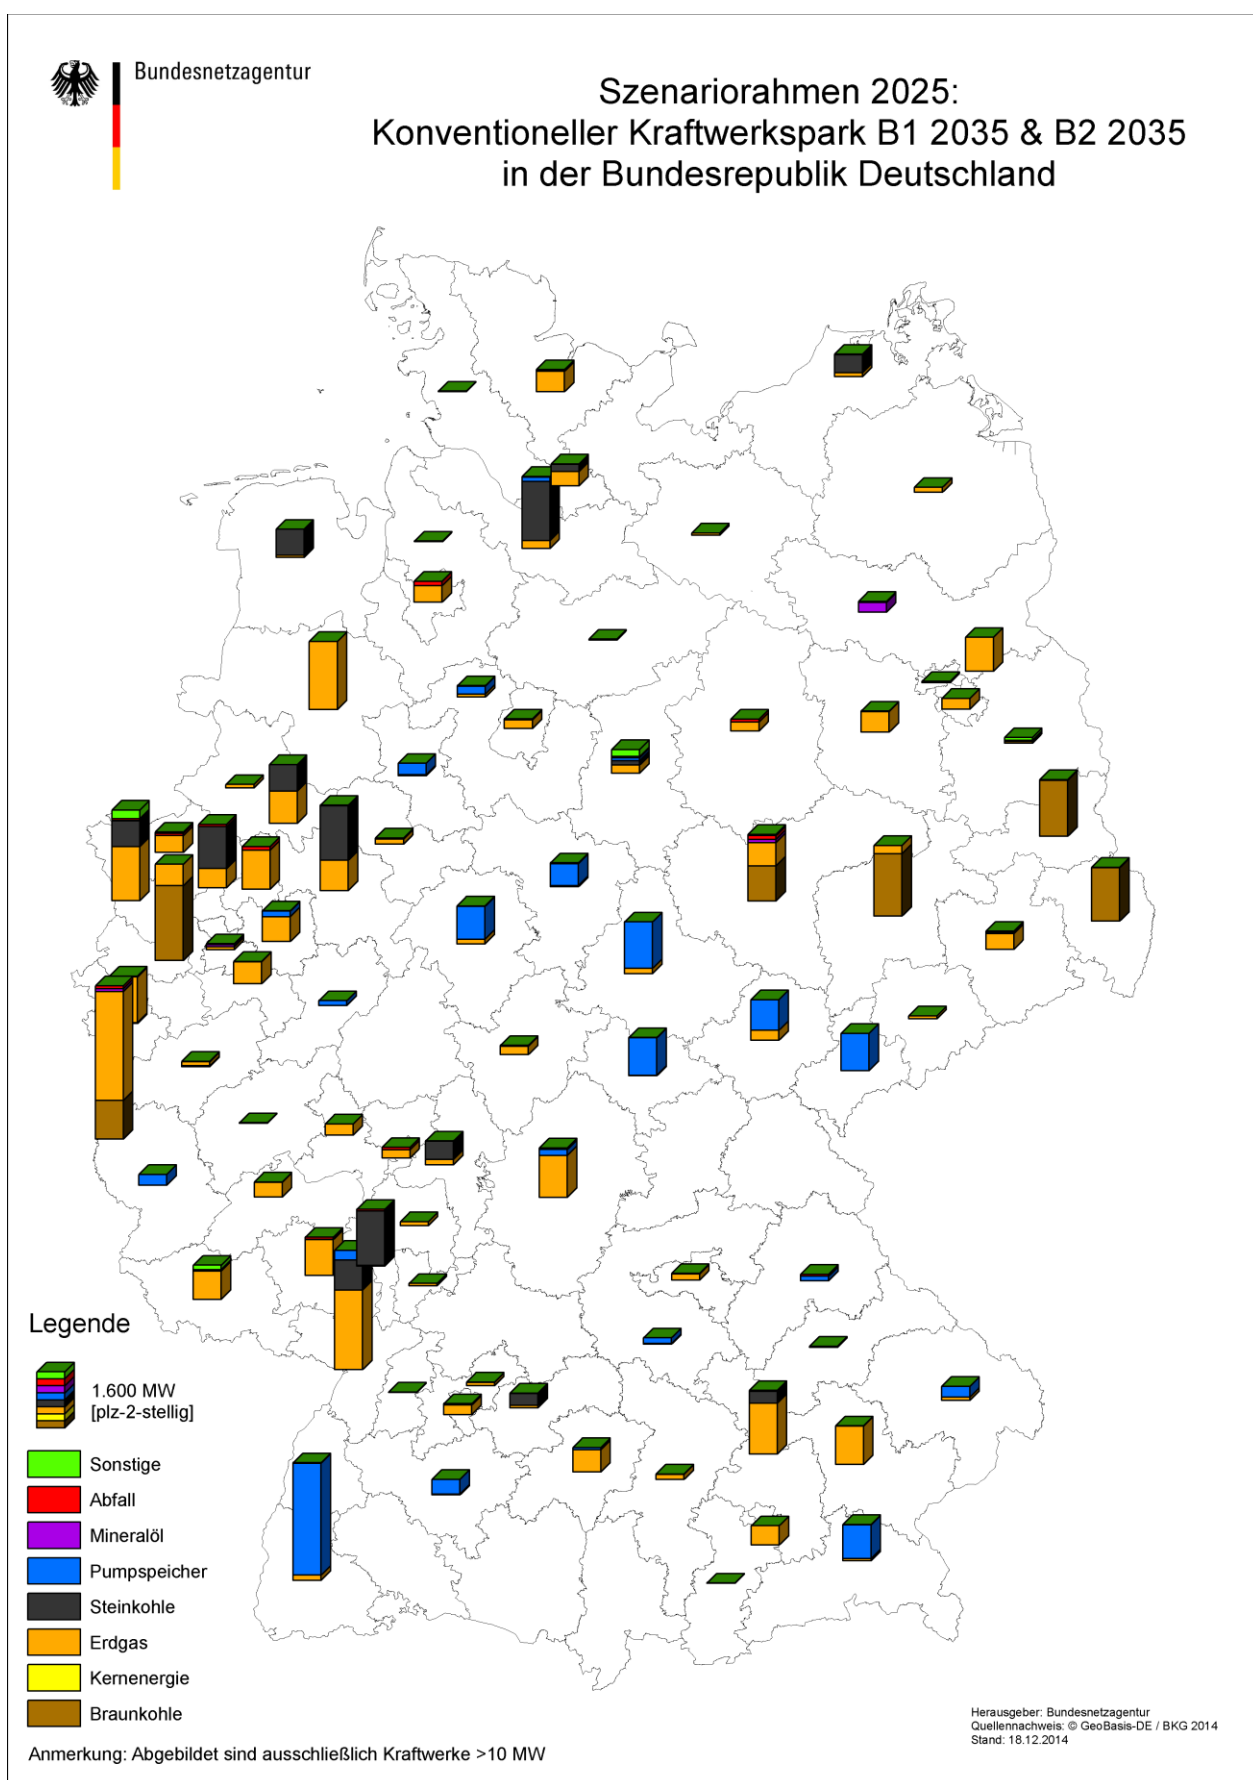 Bundesnetzagentur
Szenariorahmen 2025:
Konventioneller Kraftwerkspark B1 2035 & B2 2035
in der Bundesrepublik Deutschland
Legende
1.600 MW
[plz-2-stellig]
Sonstige
Abfall
Mineralöl
Pumpspeicher
Steinkohle
Erdgas
Kernenergie
Braunkohle
Anmerkung: Abgebildet sind ausschließlich Kraftwerke >10 MW
Herausgeber: Bundesnetzagentur
Quellennachweis: © GeoBasis-DE / BKG 2014
Stand: 18.12.2014